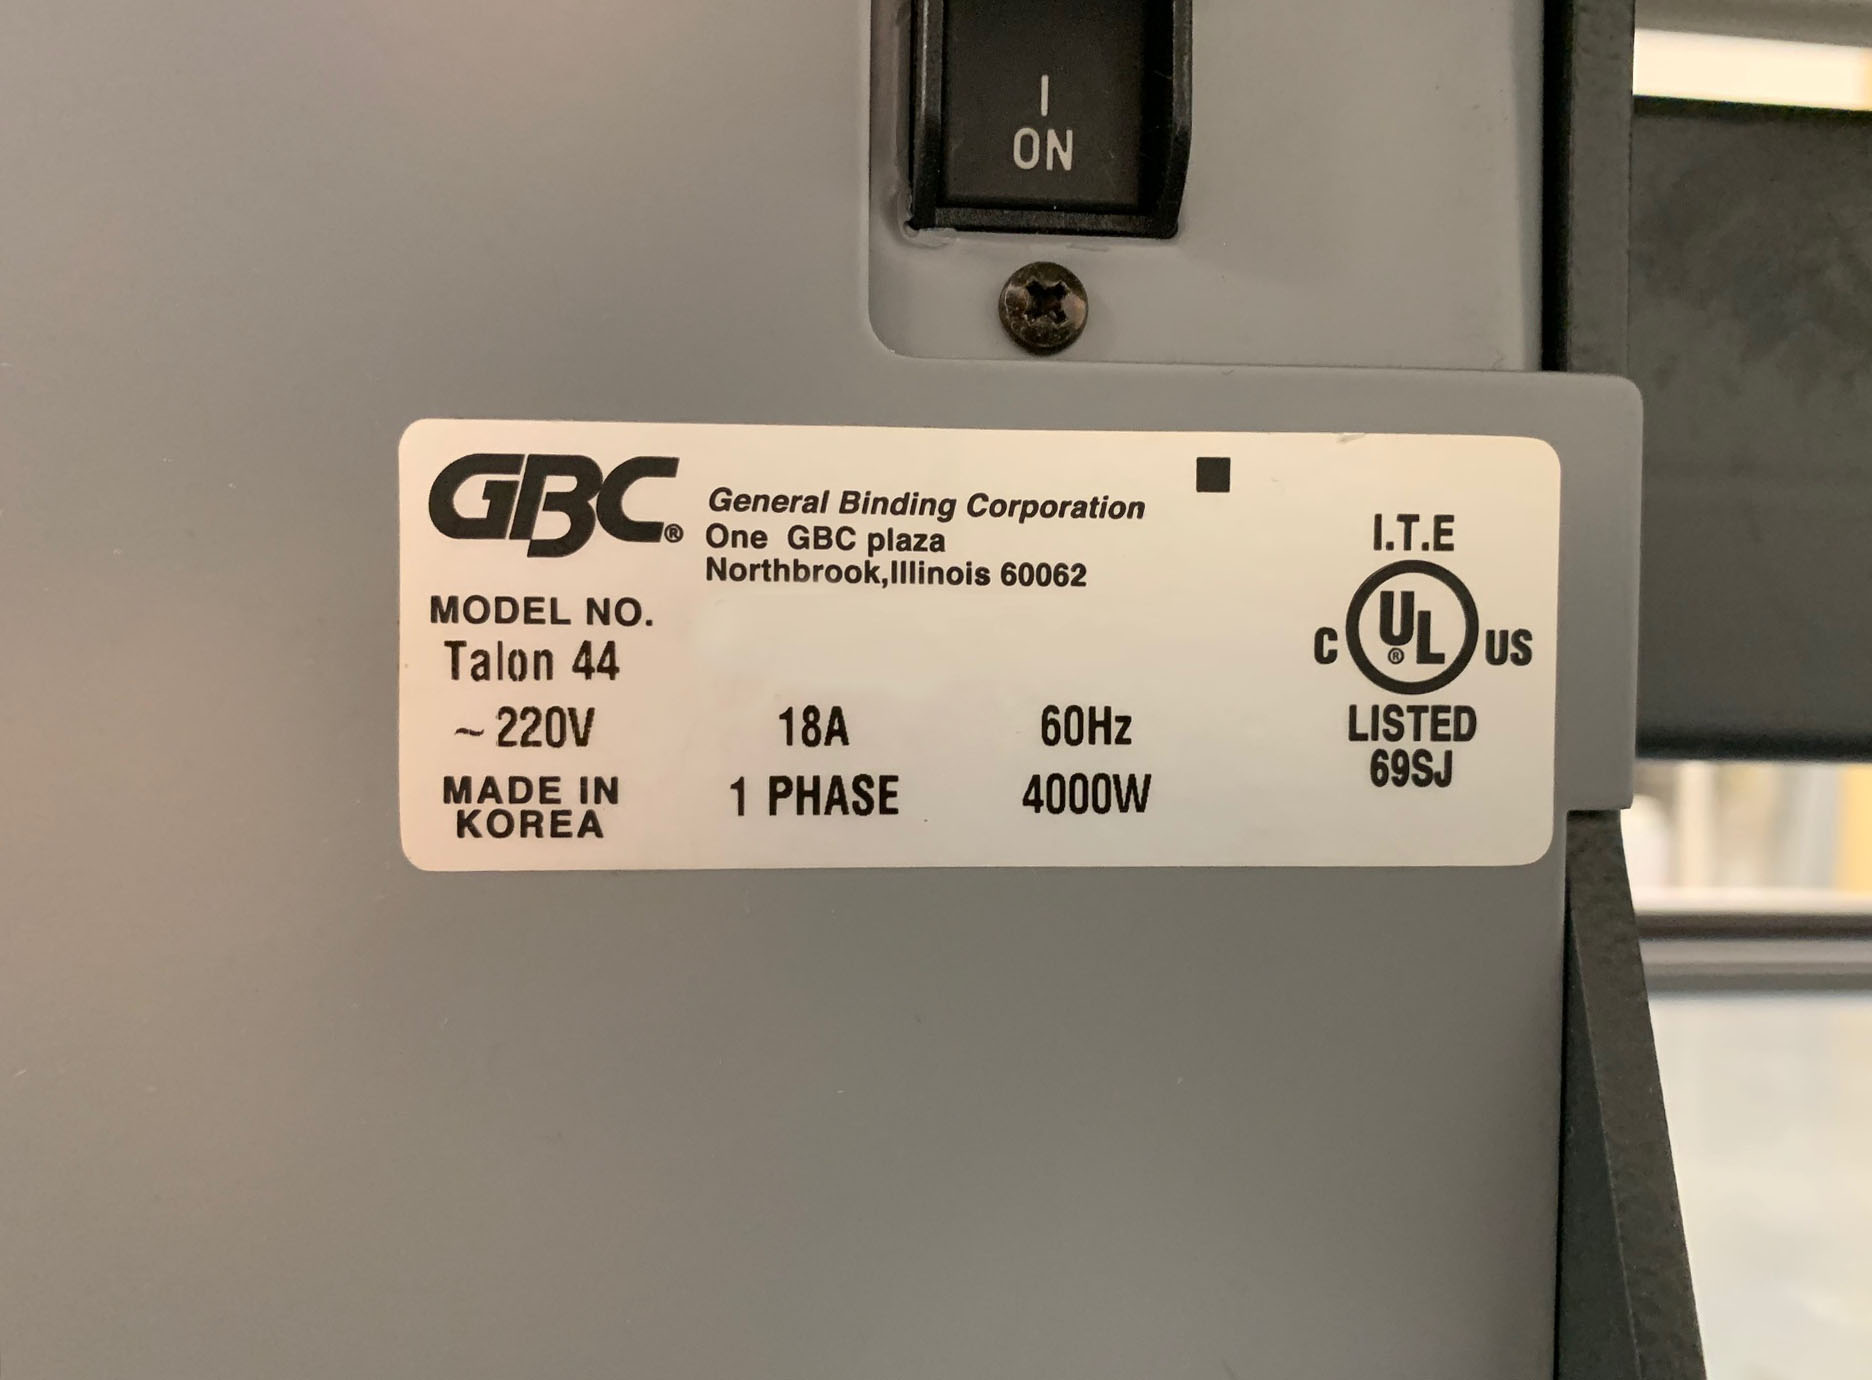 I
ON
GBC®
General Binding Corporation
One GBC plaza
Northbrook,Illinois 60062
MODEL NO.
Talon 44
~ 220V 18A 60Hz
MADE IN
KOREA
1 PHASE 4000W
I.T.E
C UL® US
LISTED
69SJ